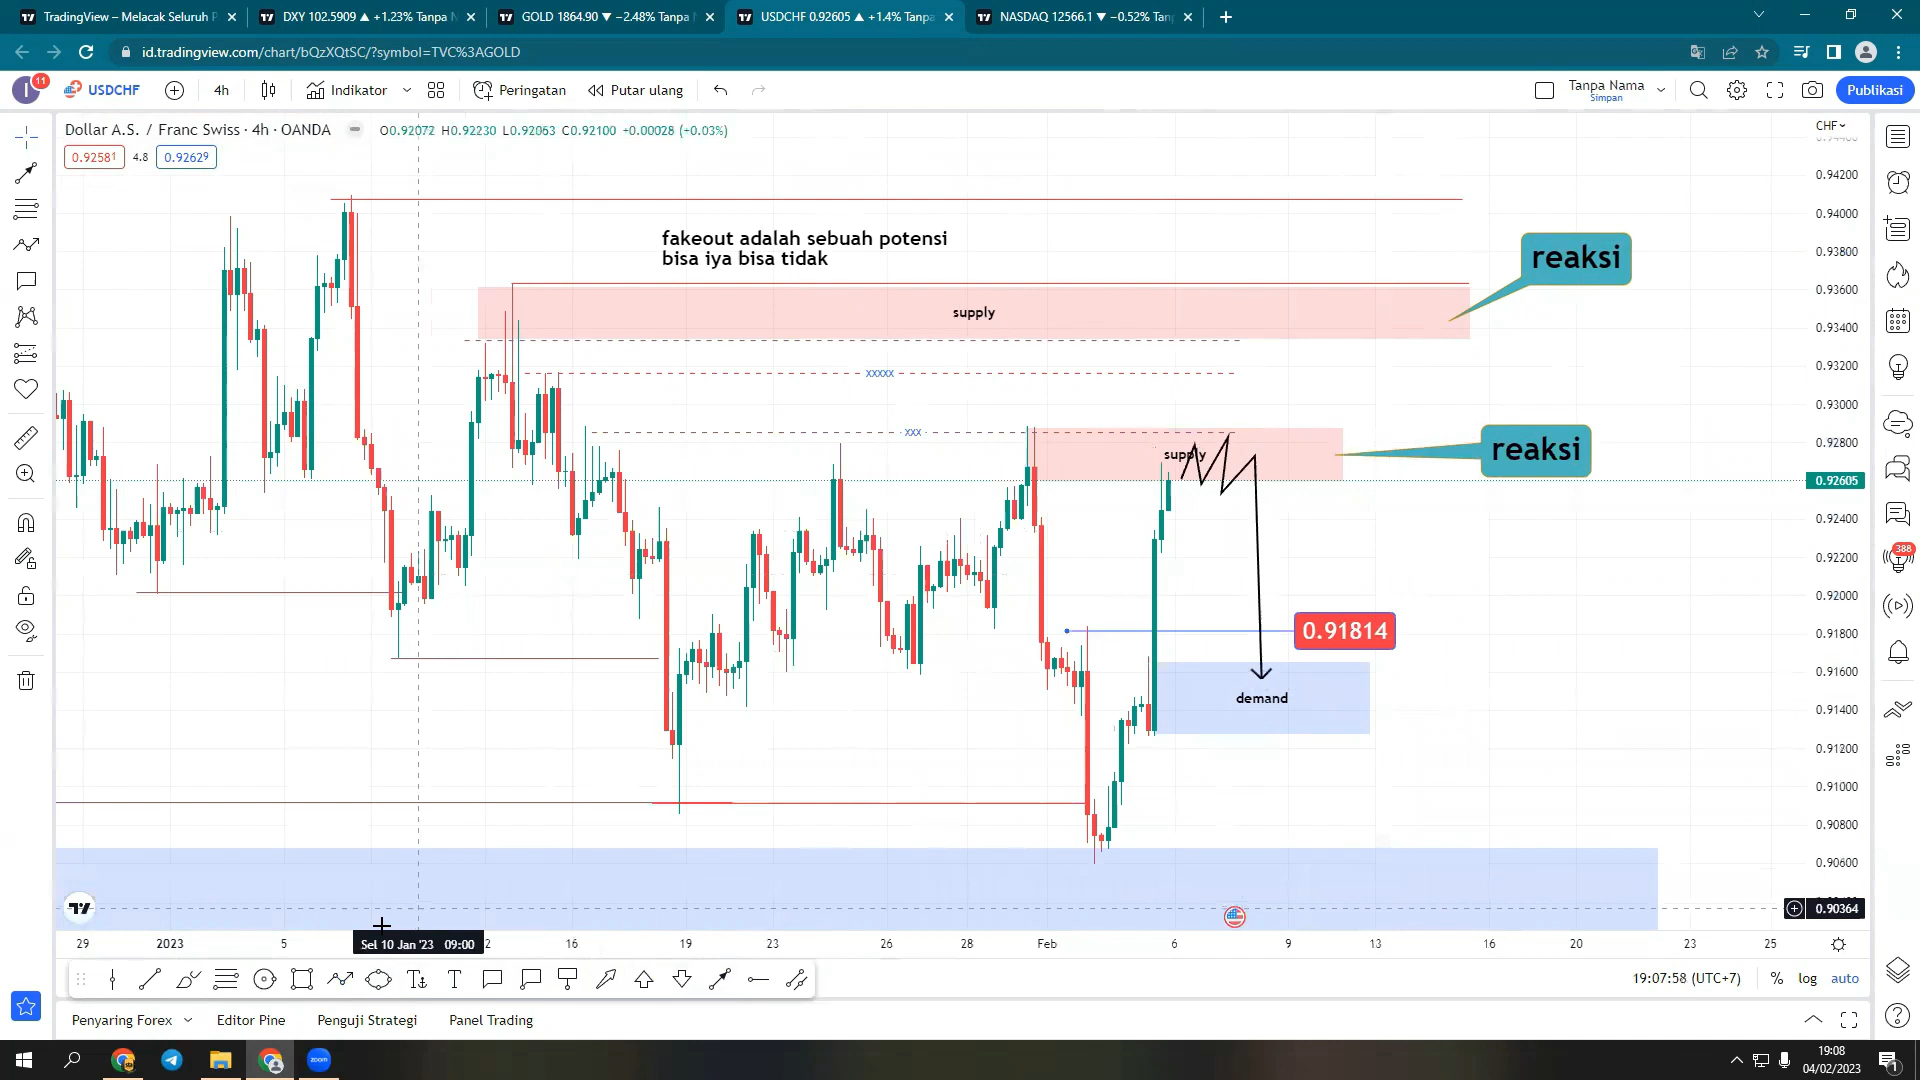 TradingView – Melacak Seluruh P
DXY 102.5909 ▲ +1.23% Tanpa N
GOLD 1864.90 ▼ −2.48% Tanpa
USDCHF 0.92605 ▲ +1.4% Tanpa
NASDAQ 12566.1 ▼ −0.52% Tan
id.tradingview.com/chart/bQzXQtSC/?symbol=TVC%3AGOLD
I
11
USDCHF
4h
Indikator
Peringatan
Putar ulang
Tanpa Nama
Simpan
Publikasi
Dollar A.S. / Franc Swiss · 4h · OANDA
O0.92072 H0.92230 L0.92063 C0.92100 +0.00028 (+0.03%)
CHF
0.92581
4.8
0.92629
0.94200
0.94000
0.93800
0.93600
0.93400
0.93200
0.93000
0.92800
0.92605
0.92400
0.92200
0.92000
0.91800
0.91600
0.91400
0.91200
0.91000
0.90800
0.90600
0.90364
fakeout adalah sebuah potensi
bisa iya bisa tidak
reaksi
supply
xxxxx
xxx
reaksi
supply
0.91814
demand
388
29
2023
5
Sel 10 Jan '23 09:00
2
16
19
23
26
28
Feb
6
9
13
16
20
23
25
19:07:58 (UTC+7)
%
log
auto
Penyaring Forex
Editor Pine
Penguji Strategi
Panel Trading
zoom
19:08
04/02/2023
1